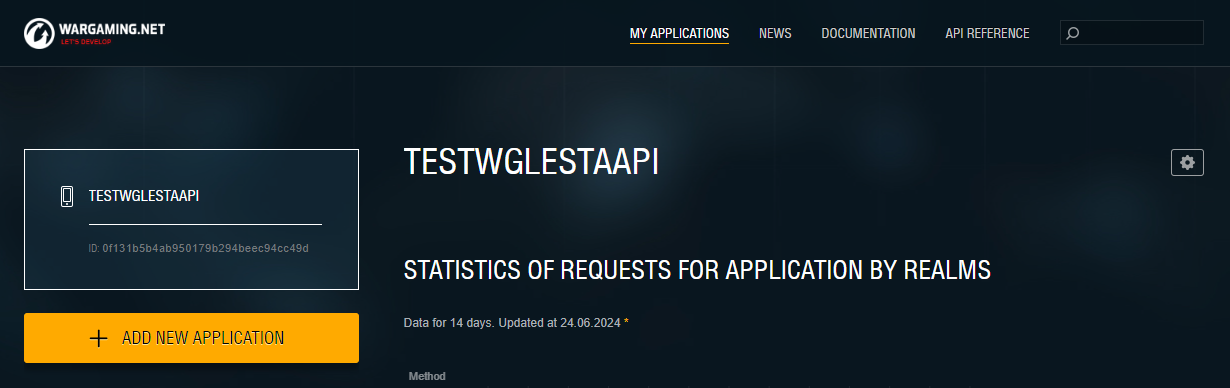 WARGAMING.NET
LET'S DEVELOP
MY APPLICATIONS
NEWS
DOCUMENTATION
API REFERENCE
TESTWGLESTAAPI
ID: 0f131b5b4ab950179b294beec94cc49d
ADD NEW APPLICATION
TESTWGLESTAAPI
STATISTICS OF REQUESTS FOR APPLICATION BY REALMS
Data for 14 days. Updated at 24.06.2024 *
Method